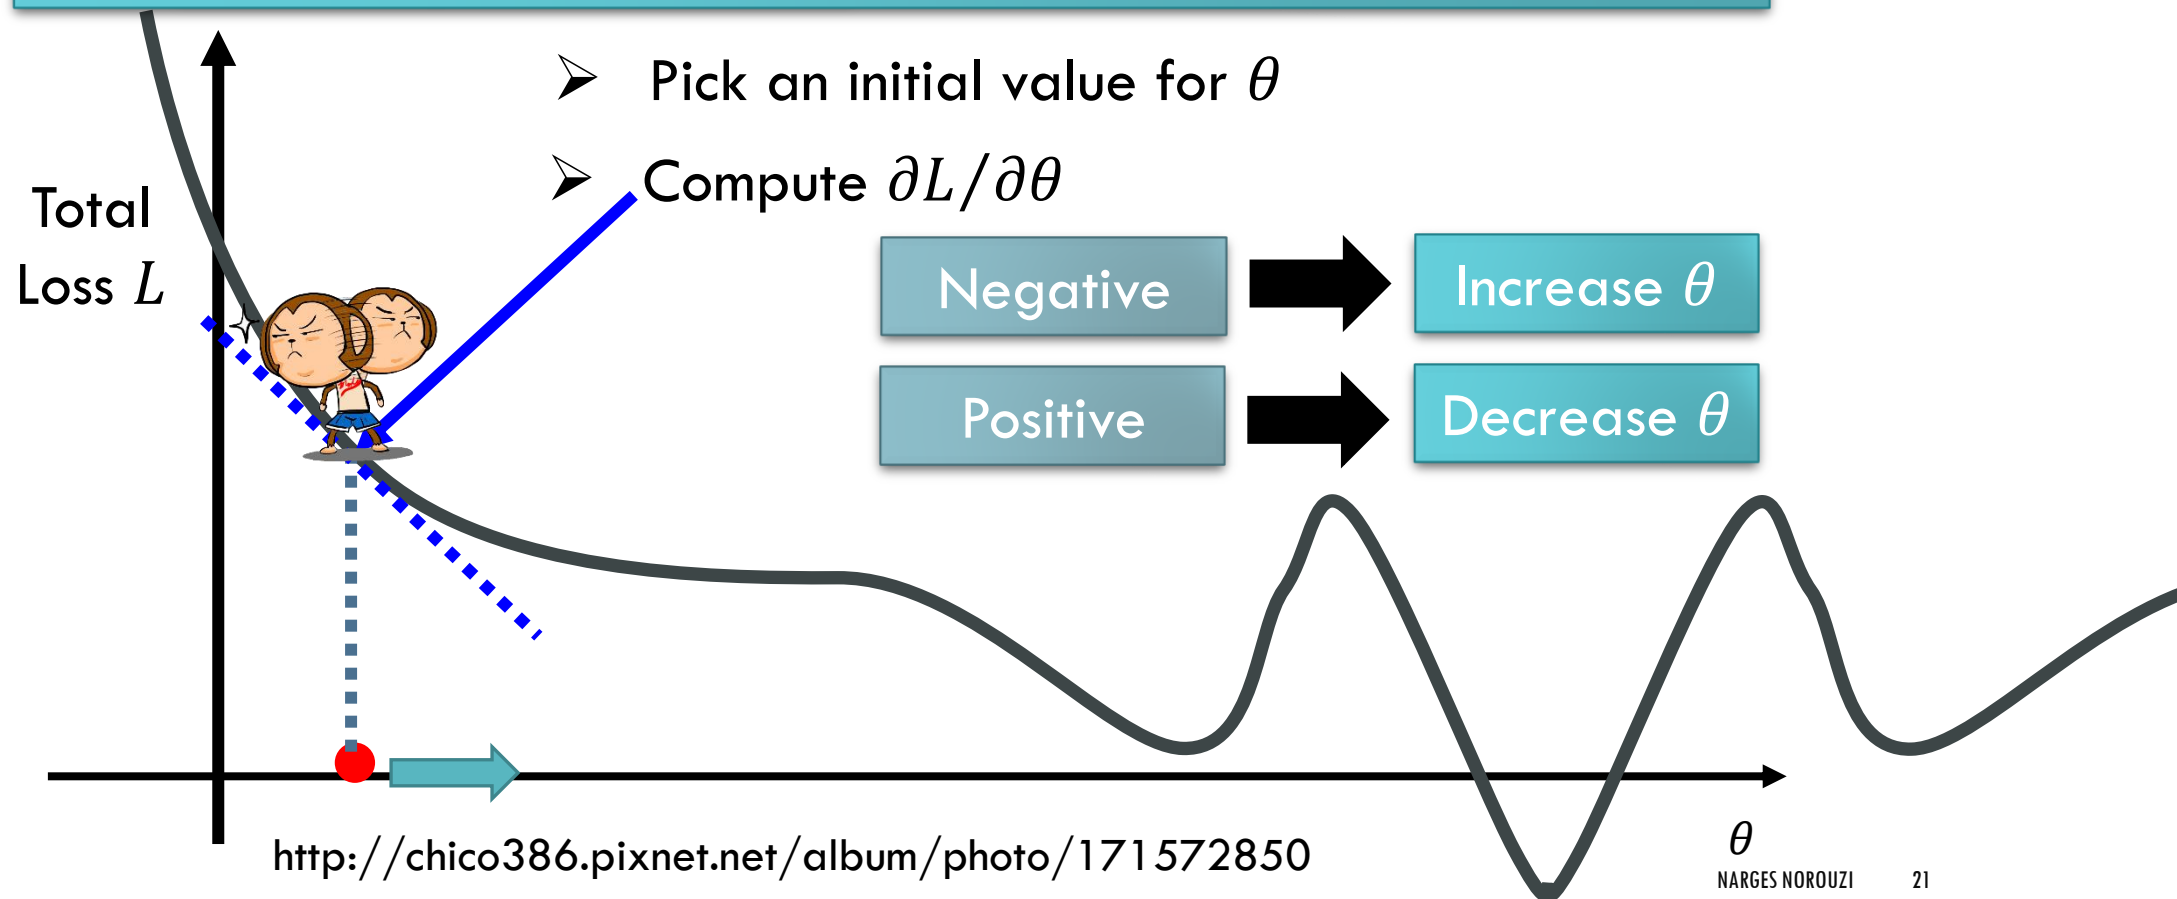 ➢ Pick an initial value for θ
➢ Compute ∂L/∂θ
Total
Loss L
Negative
Increase θ
Positive
Decrease θ
θ
http://chico386.pixnet.net/album/photo/171572850
NARGES NOROUZI 21